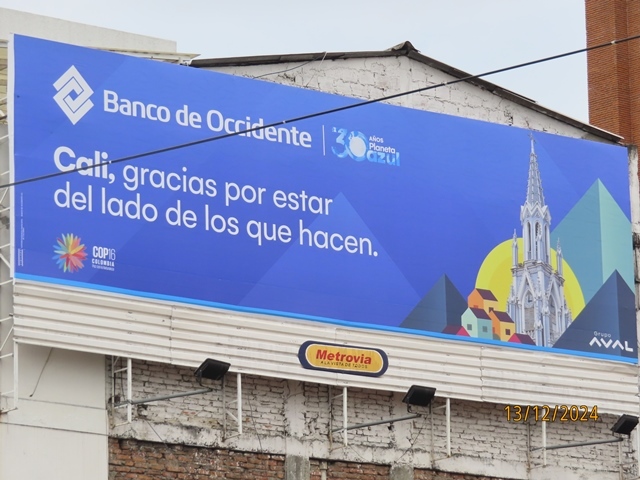 Banco de Occidente
30 AÑOS
Planeta
azul
Cali, gracias por estar
del lado de los que hacen.
COP16
COLOMBIA
Grupo
AVAL
Metrovia
13/12/2024